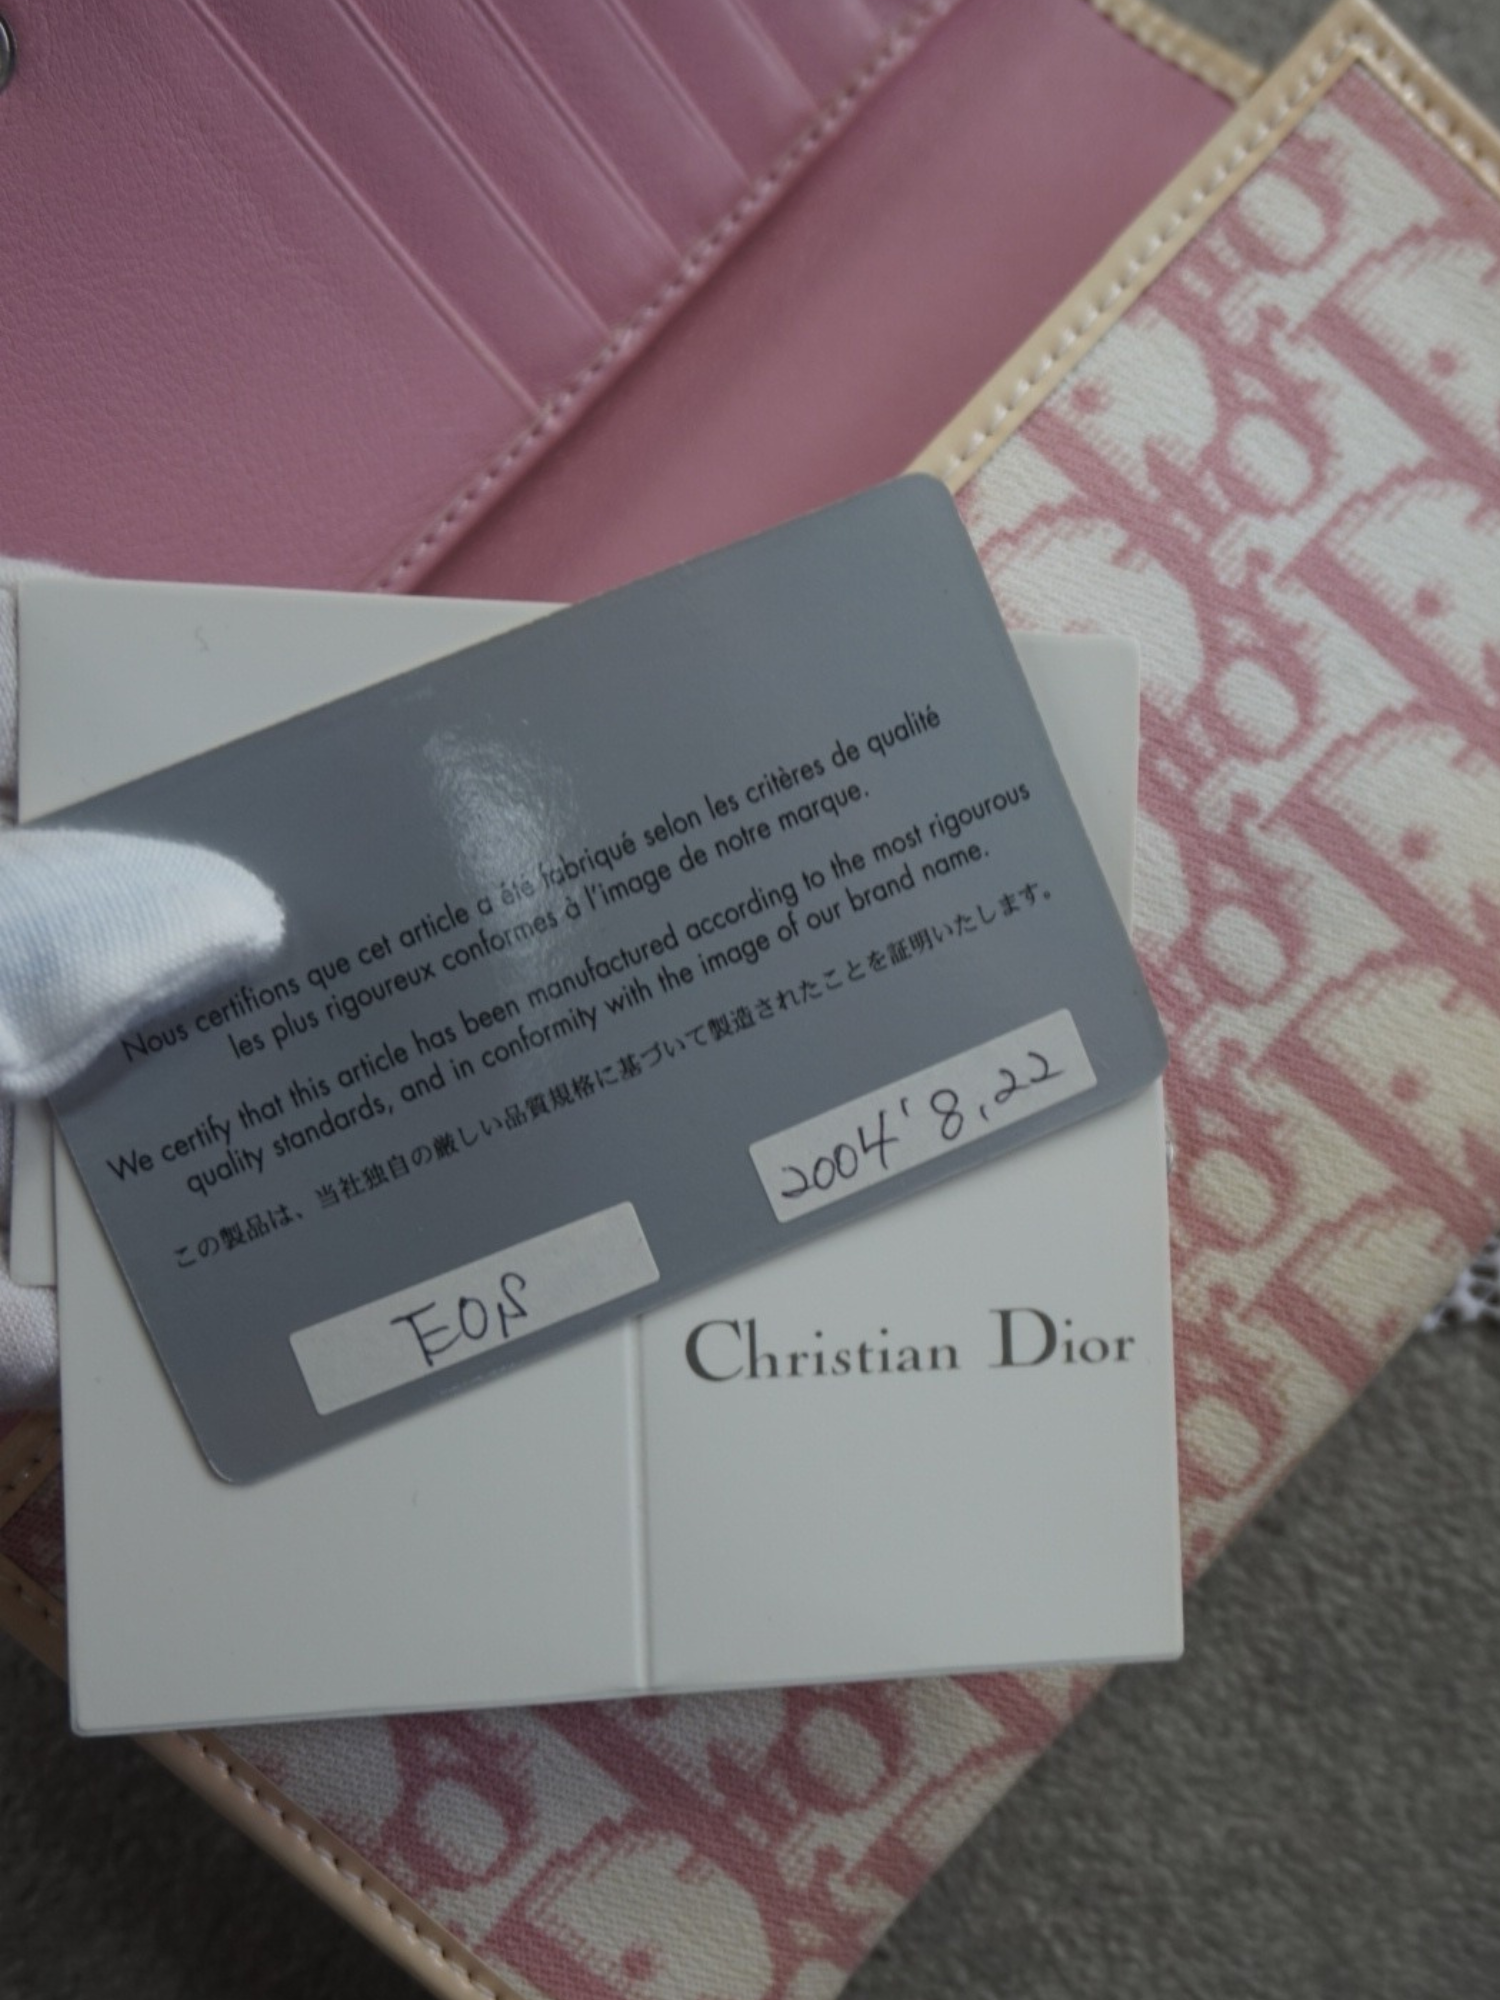 Nous certifions que cet article a été fabriqué selon les critères de qualité
les plus rigoureux conformes à l'image de notre marque.
We certify that this article has been manufactured according to the most rigourous
quality standards, and in conformity with the image of our brand name.
この製品は、当社独自の厳しい品質規格に基づいて製造されたことを証明いたします。
2004'8.22
Christian Dior